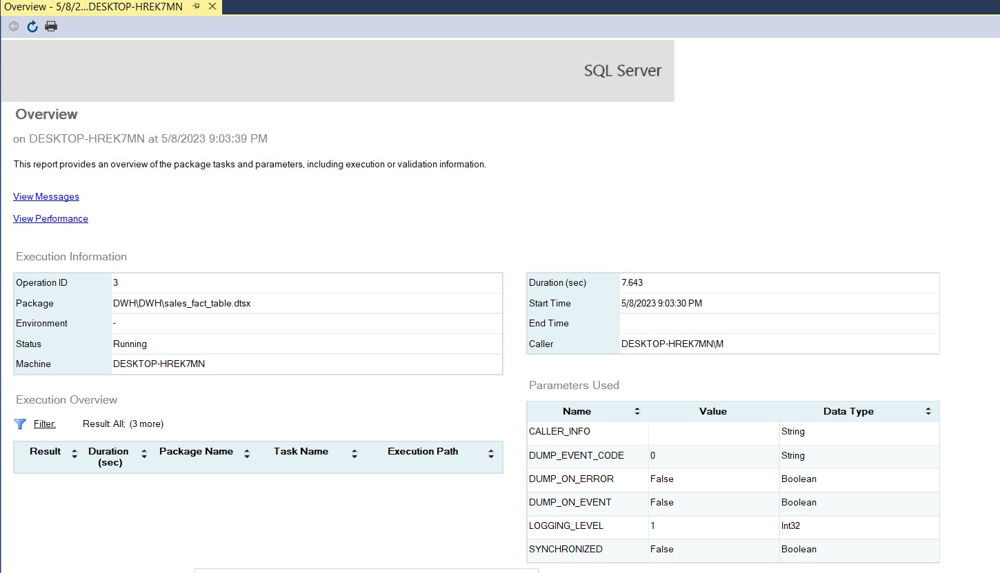 Overview - 5/8/2...DESKTOP-HREK7MN
SQL Server
Overview
on DESKTOP-HREK7MN at 5/8/2023 9:03:39 PM
This report provides an overview of the package tasks and parameters, including execution or validation information.
View Messages
View Performance
Execution Information
Operation ID 3
Package DWH\DWH\sales_fact_table.dtsx
Environment -
Status Running
Machine DESKTOP-HREK7MN
Duration (sec) 7.643
Start Time 5/8/2023 9:03:30 PM
End Time
Caller DESKTOP-HREK7MN\M
Execution Overview
Filter: Result: All; (3 more)
Result Duration (sec) Package Name Task Name Execution Path
Parameters Used
Name Value Data Type
CALLER_INFO String
DUMP_EVENT_CODE 0 String
DUMP_ON_ERROR False Boolean
DUMP_ON_EVENT False Boolean
LOGGING_LEVEL 1 Int32
SYNCHRONIZED False Boolean